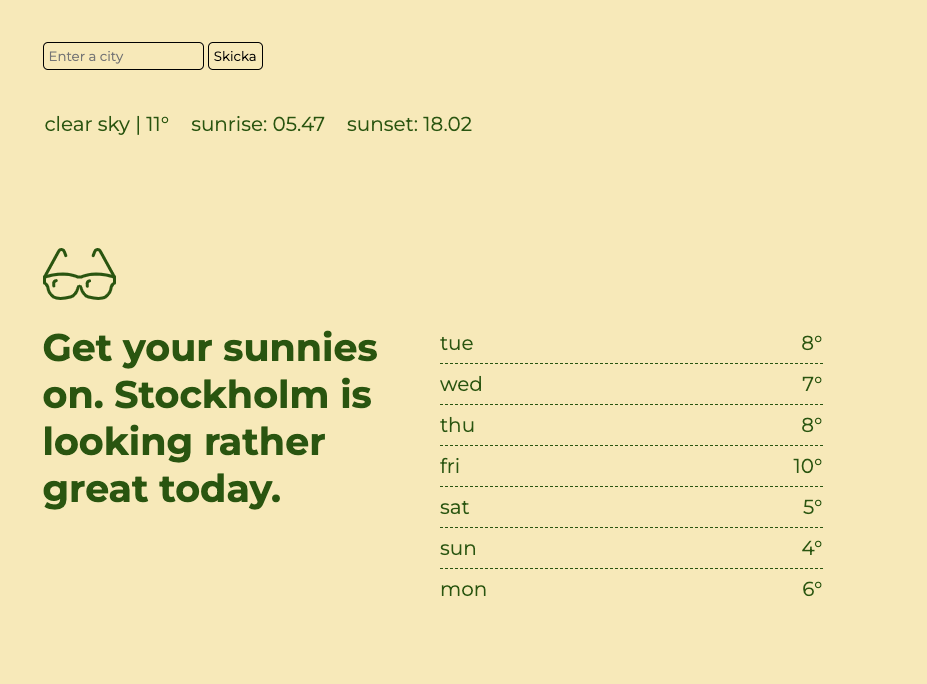 Enter a city Skicka
clear sky | 11° sunrise: 05.47 sunset: 18.02
Get your sunnies
on. Stockholm is
looking rather
great today.
tue 8°
wed 7°
thu 8°
fri 10°
sat 5°
sun 4°
mon 6°